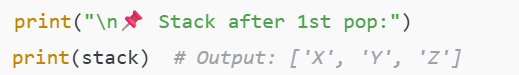 print("\n📌 Stack after 1st pop:")
print(stack)  # Output: ['X', 'Y', 'Z']